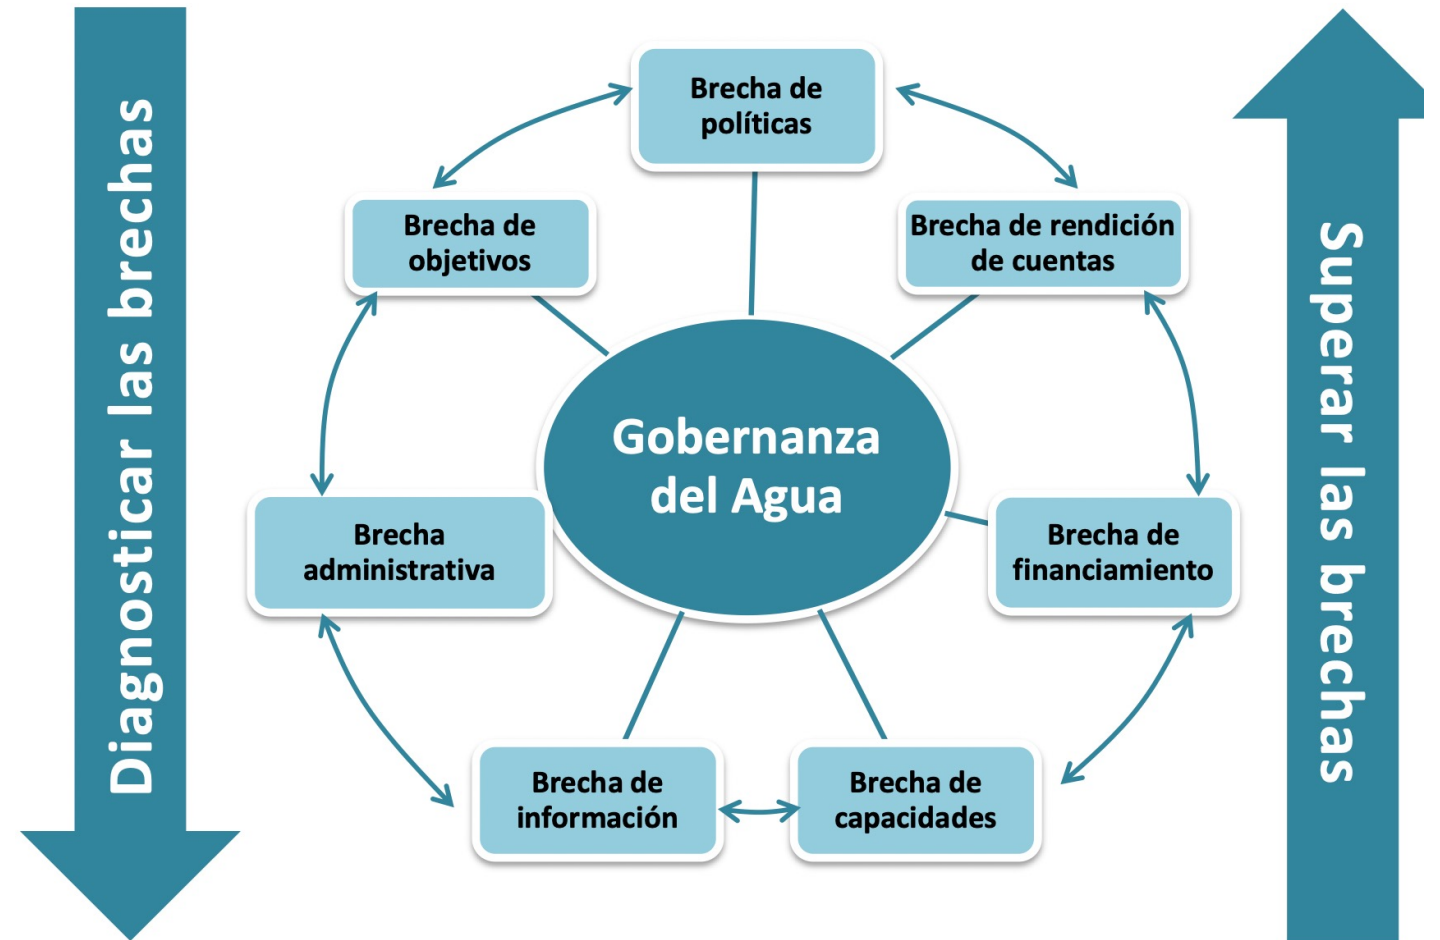 Diagnosticar las brechas
Brecha de
políticas
Brecha de
objetivos
Brecha de rendición
de cuentas
Gobernanza
del Agua
Brecha
administrativa
Brecha de
financiamiento
Brecha de
información
Brecha de
capacidades
Superar las brechas